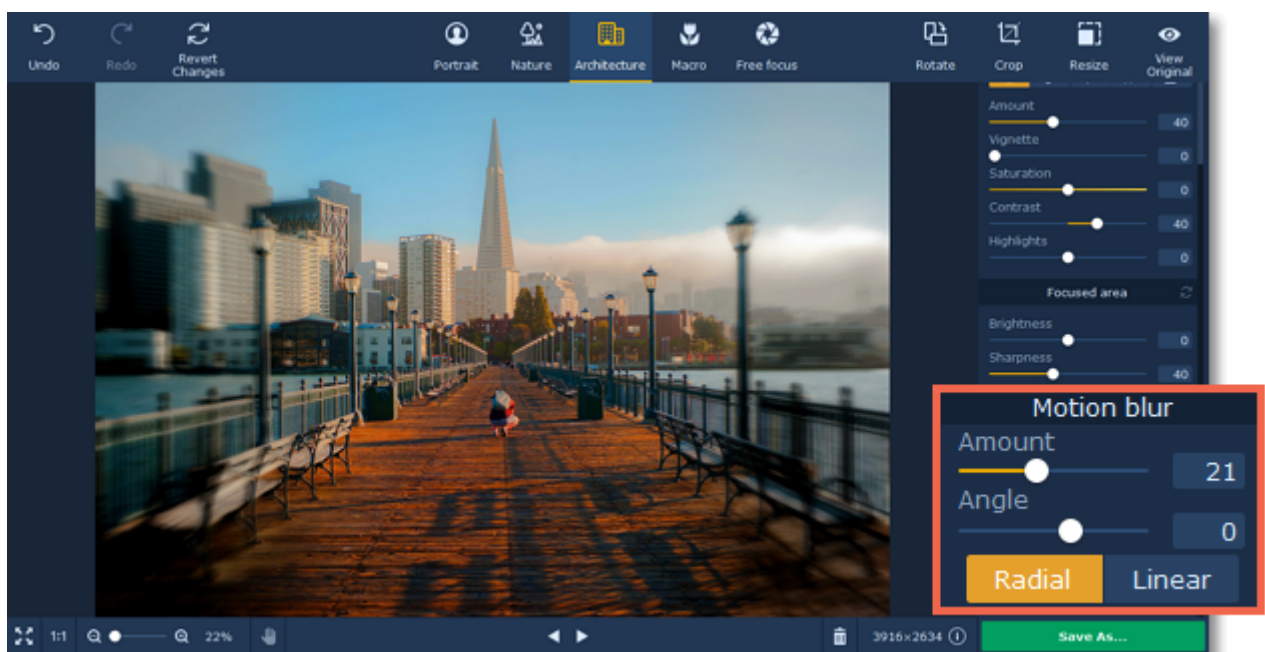 Undo
Redo
Revert
Changes
Portrait
Nature
Architecture
Macro
Free focus
Rotate
Crop
Resize
View
Original
Amount
40
Vignette
0
Saturation
0
Contrast
40
Highlights
0
Focused area
Brightness
0
Sharpness
40
Motion blur
Amount
21
Angle
0
Radial
Linear
1:1
22%
3916×2634
Save As...